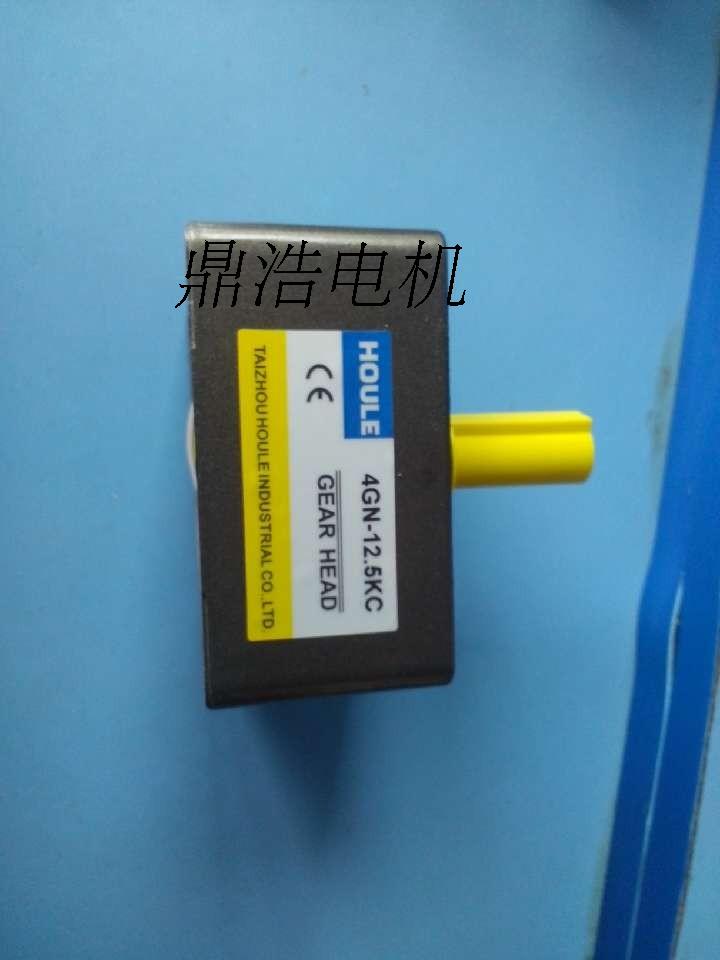 鼎浩电机
HOULE
CE
4GN-12.5KC
GEAR HEAD
TAIZHOU HOULE INDUSTRIAL CO.,LTD.